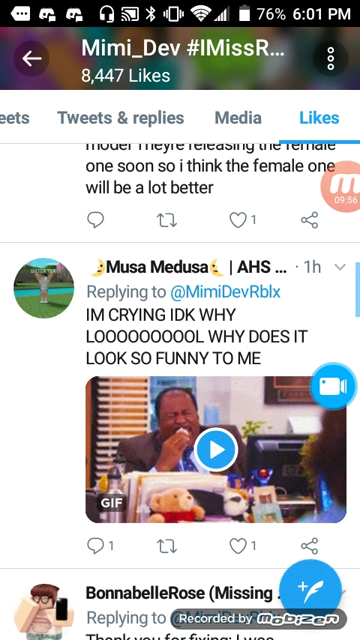 76% 6:01 PM
Mimi_Dev #IMissR...
8,447 Likes
eets
Tweets & replies
Media
Likes
model Theyre releasing the female
one soon so i think the female one
will be a lot better
1
09:56
Musa Medusa | AHS ... · 1h
Replying to @MimiDevRblx
IM CRYING IDK WHY
LOOOOOOOOOL WHY DOES IT
LOOK SO FUNNY TO ME
GIF
1
1
BonnabelleRose (Missing
Replying to
Recorded by MOBIZEN
Thank you for fixing; I was